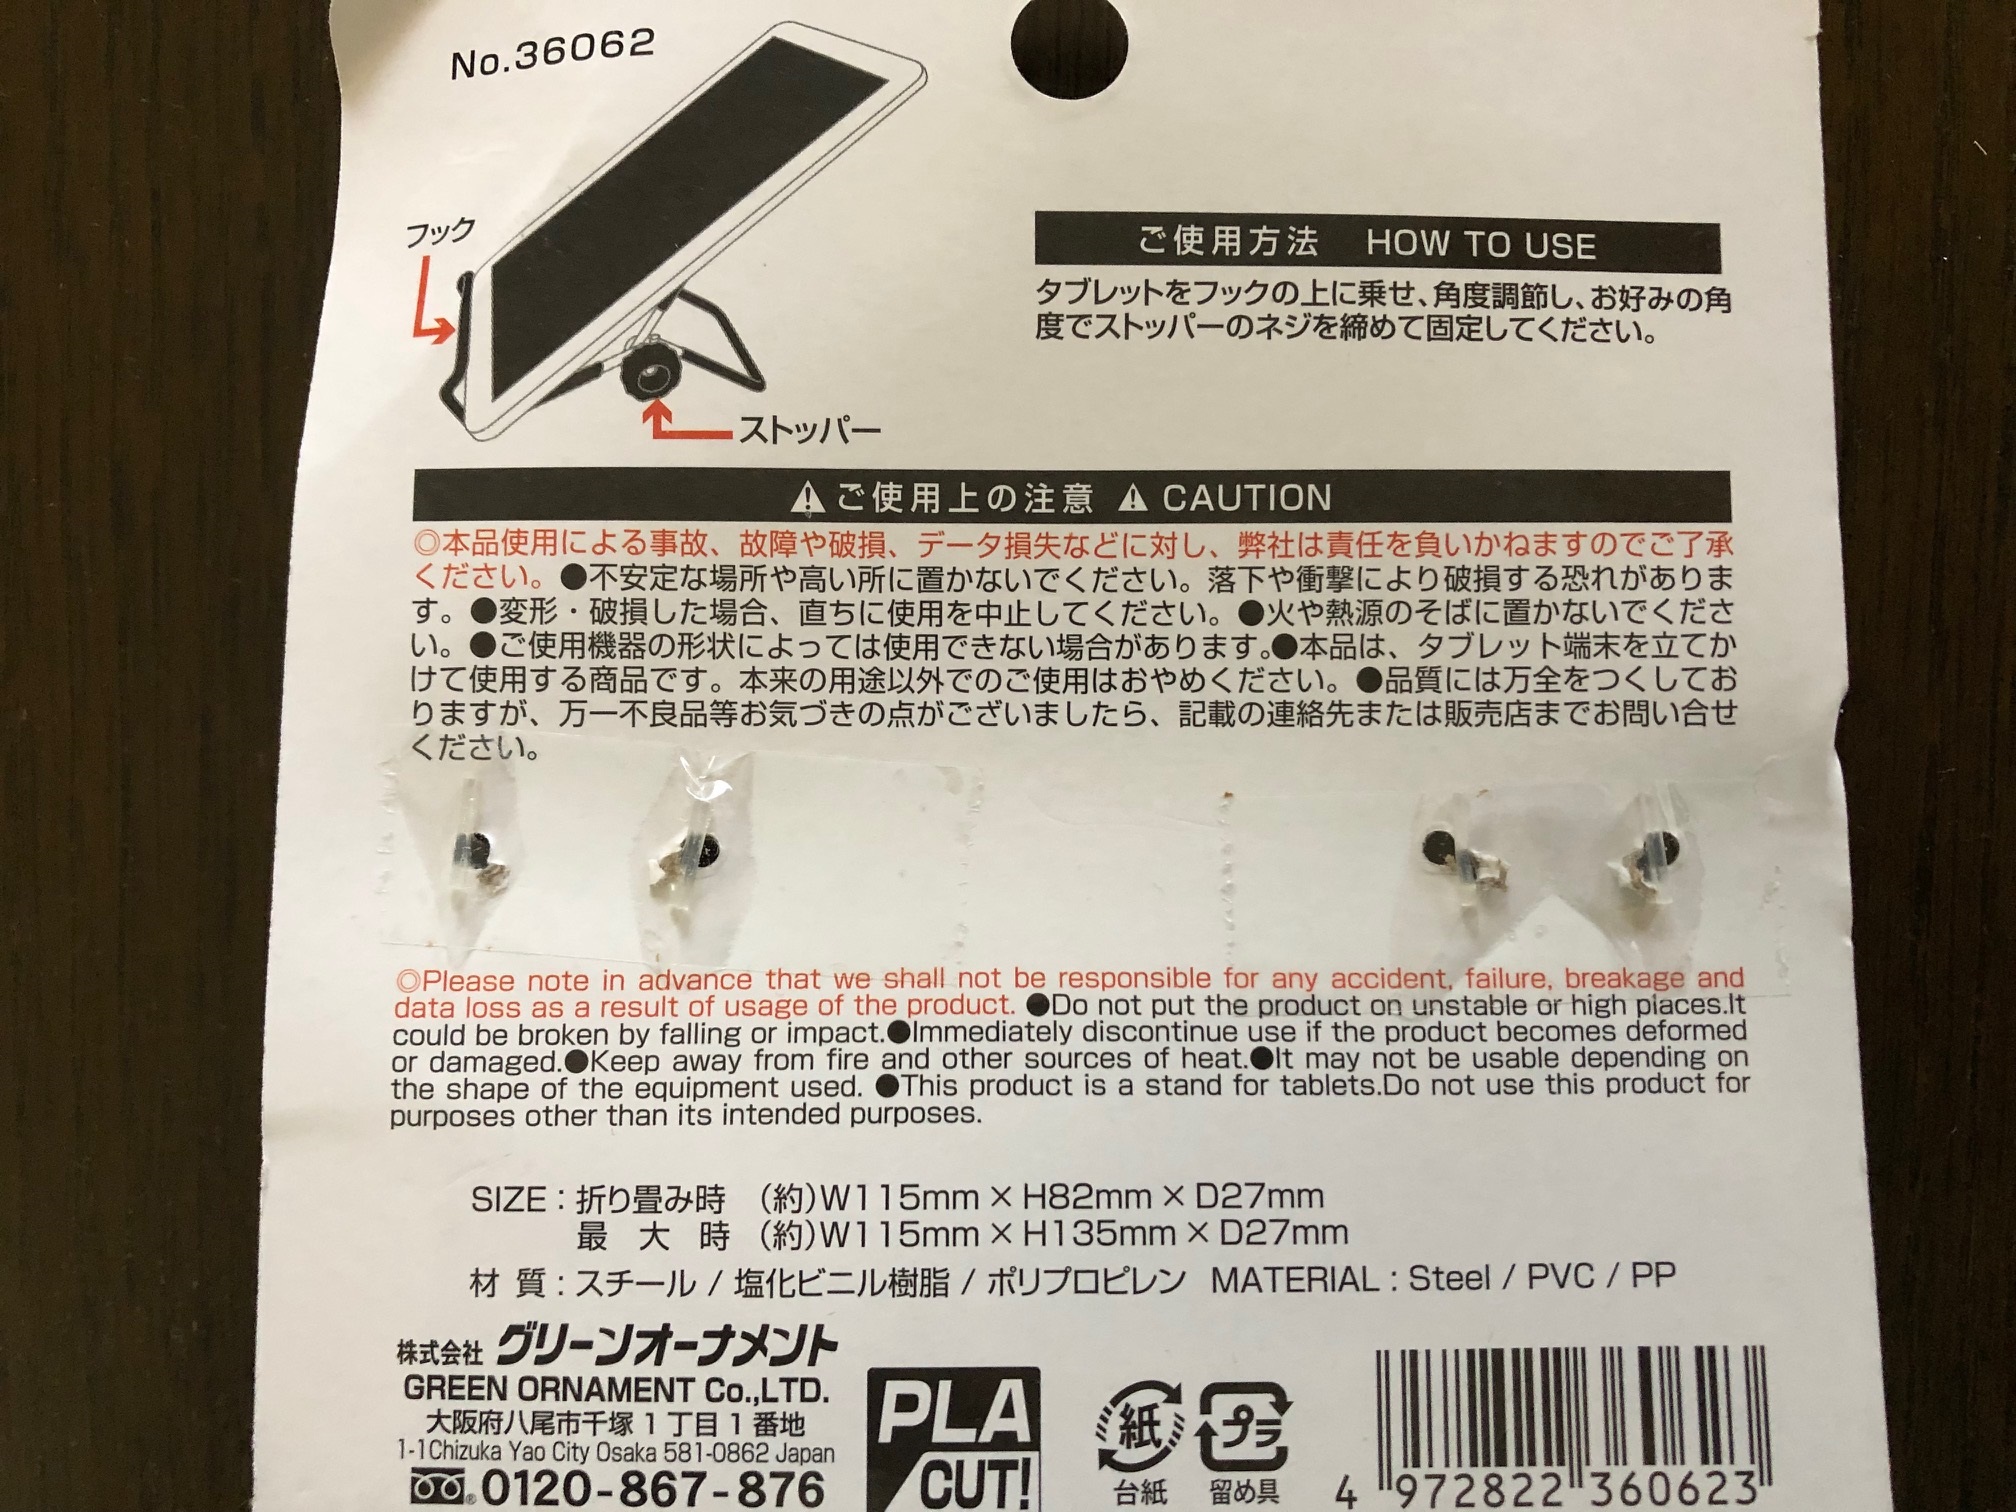 No.36062
フック
ストッパー
ご使用方法 HOW TO USE
タブレットをフックの上に乗せ、角度調節し、お好みの角
度でストッパーのネジを締めて固定してください。
⚠ご使用上の注意 ⚠ CAUTION
◎本品使用による事故、故障や破損、データ損失などに対し、弊社は責任を負いかねますのでご了承
ください。●不安定な場所や高い所に置かないでください。落下や衝撃により破損する恐れがありま
す。●変形・破損した場合、直ちに使用を中止してください。●火や熱源のそばに置かないでくださ
い。●ご使用機器の形状によっては使用できない場合があります。●本品は、タブレット端末を立てか
けて使用する商品です。本来の用途以外でのご使用はおやめください。●品質には万全をつくしてお
りますが、万一不良品等お気づきの点がございましたら、記載の連絡先または販売店までお問い合せ
ください。
◎Please note in advance that we shall not be responsible for any accident, failure, breakage and
data loss as a result of usage of the product. ●Do not put the product on unstable or high places.It
could be broken by falling or impact.●Immediately discontinue use if the product becomes deformed
or damaged.●Keep away from fire and other sources of heat.●It may not be usable depending on
the shape of the equipment used. ●This product is a stand for tablets.Do not use this product for
purposes other than its intended purposes.
SIZE : 折り畳み時 (約)W115mm × H82mm × D27mm
最大時 (約)W115mm × H135mm × D27mm
材質 : スチール / 塩化ビニル樹脂 / ポリプロピレン MATERIAL : Steel / PVC / PP
株式会社 グリーンオーナメント
GREEN ORNAMENT Co.,LTD.
大阪府八尾市千塚1丁目1番地
1-1Chizuka Yao City Osaka 581-0862 Japan
0120-867-876
PLA
CUT!
紙
台紙
プラ
留め具
4 972822 360623